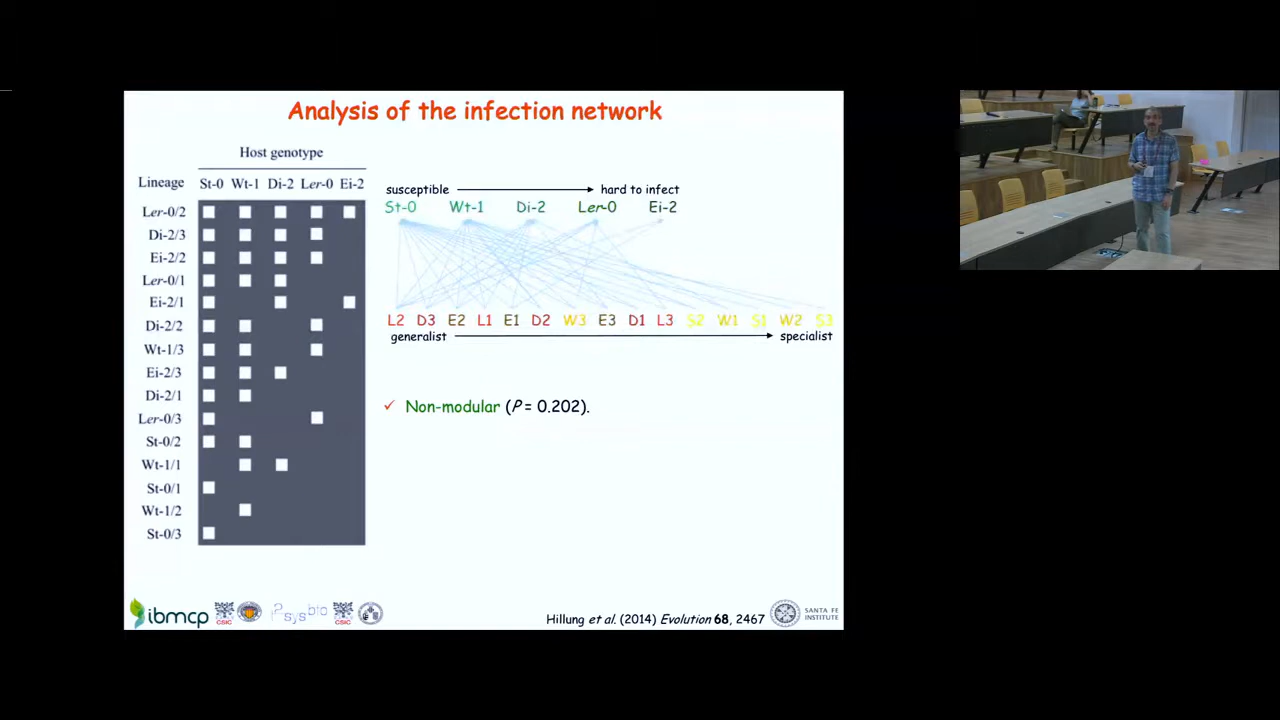 Analysis of the infection network
Host genotype
Lineage St-0 Wt-1 Di-2 Ler-0 Ei-2
Ler-0/2
Di-2/3
Ei-2/2
Ler-0/1
Ei-2/1
Di-2/2
Wt-1/3
Ei-2/3
Di-2/1
Ler-0/3
St-0/2
Wt-1/1
St-0/1
Wt-1/2
St-0/3
susceptible hard to infect
St-0 Wt-1 Di-2 Ler-0 Ei-2
L2 D3 E2 L1 E1 D2 W3 E3 D1 L3 S2 W1 S1 W2 S3
generalist specialist
✓ Non-modular (P = 0.202).
ibmcp CSIC sysbio CSIC
Hillung et al. (2014) Evolution 68, 2467
SANTA FE
INSTITUTE